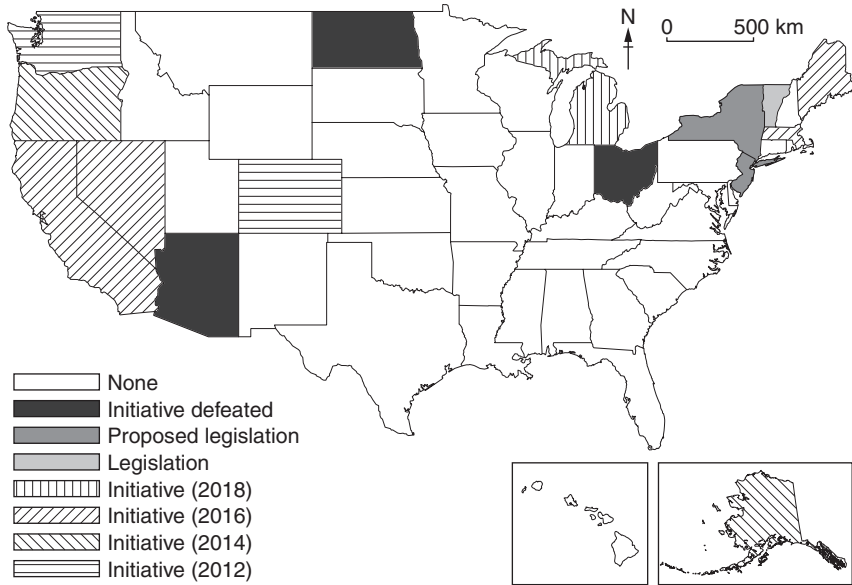 N
0 500 km
None
Initiative defeated
Proposed legislation
Legislation
Initiative (2018)
Initiative (2016)
Initiative (2014)
Initiative (2012)